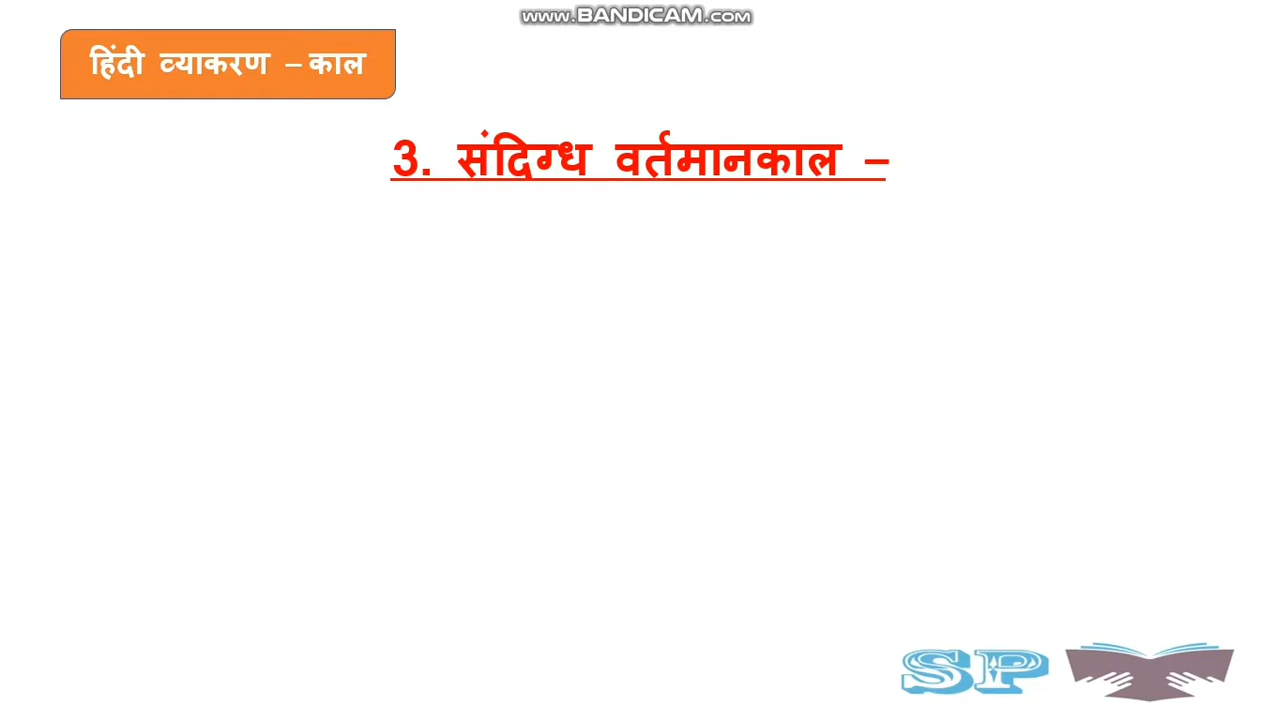 www.BANDICAM.com
हिंदी व्याकरण – काल
3. संदिग्ध वर्तमानकाल –
SP